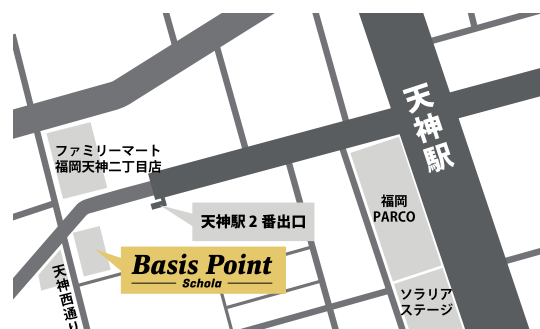 天神駅
ファミリーマート
福岡天神二丁目店
福岡
PARCO
天神駅2番出口
Basis Point
Schola
天神西通り
ソラリア
ステージ